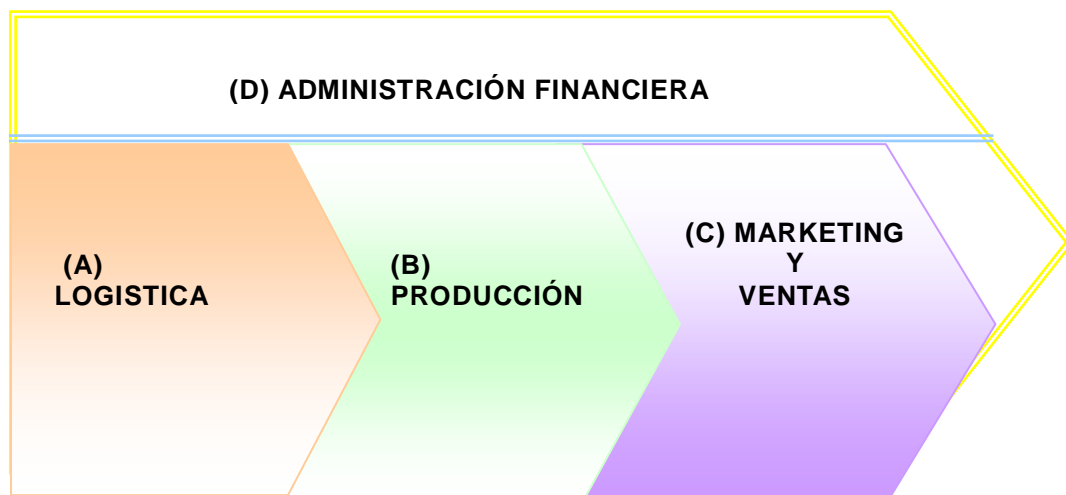 (D) ADMINISTRACIÓN FINANCIERA
(A)
LOGISTICA
(B)
PRODUCCIÓN
(C) MARKETING
Y
VENTAS